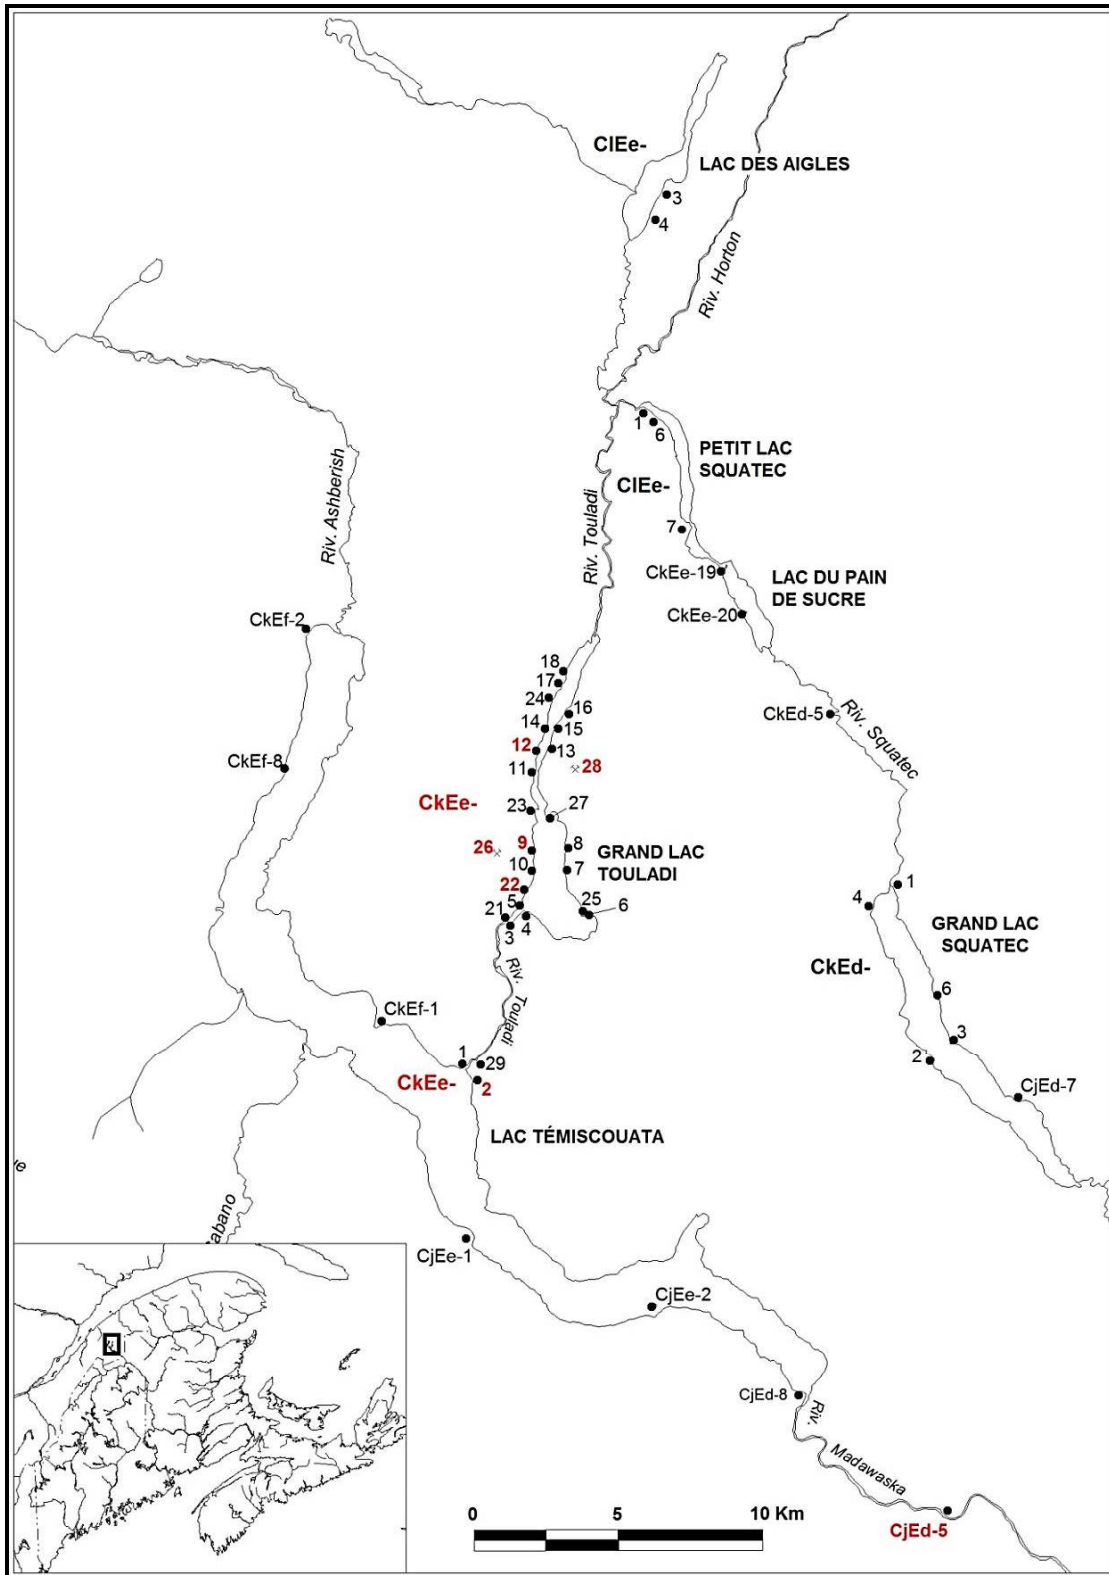 ClEe-
LAC DES AIGLES
3
4
Riv. Horton
1
6
PETIT LAC
SQUATEC
ClEe-
Riv. Ashberish
Riv. Touladi
7
CkEe-19
LAC DU PAIN
DE SUCRE
CkEe-20
CkEf-2
18
17
24
16
14
15
12
13
CkEd-5
Riv. Squatec
CkEf-8
11
28
CkEe-
23
27
26
9
8
GRAND LAC
TOULADI
10
7
22
5
21
25
6
3
4
1
4
GRAND LAC
SQUATEC
CkEd-
Riv. Touladi
6
CkEf-1
3
1
29
2
CkEe-
2
CjEd-7
LAC TÉMISCOUATA
CjEe-1
CjEe-2
CjEd-8
Riv.
Madawaska
0 5 10 Km
CjEd-5